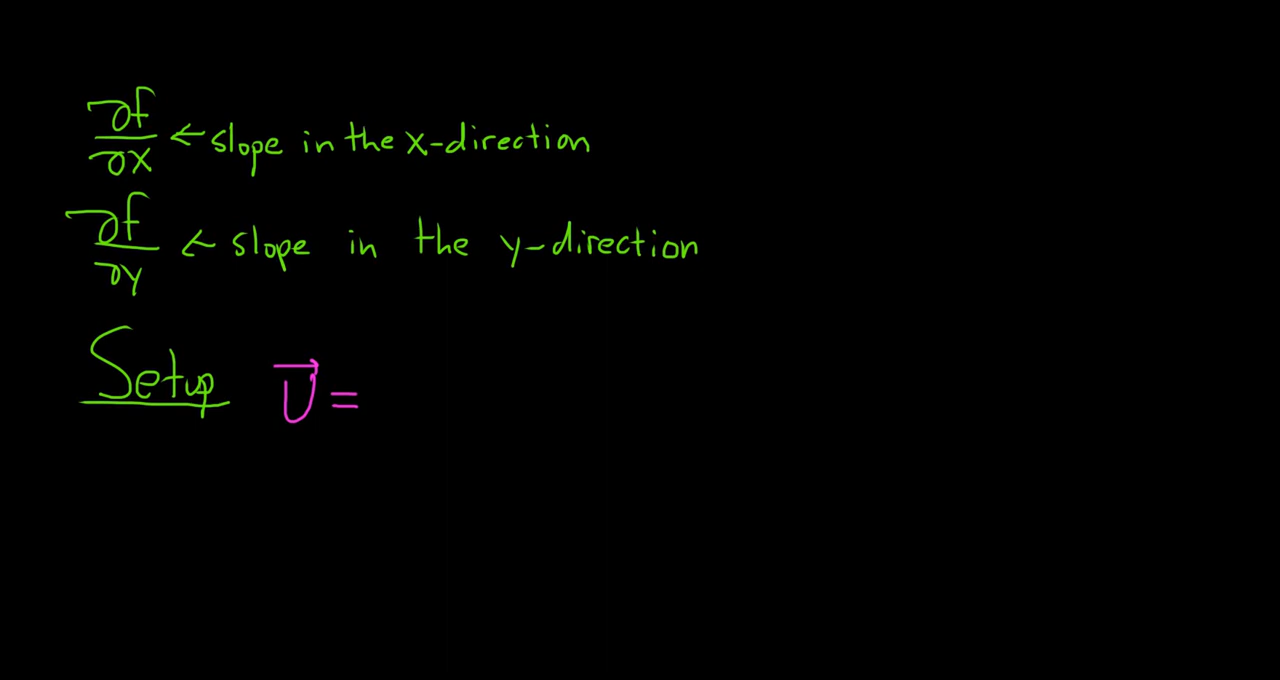 ∂f/∂x ← slope in the x-direction
∂f/∂y ← slope in the y-direction
Setup U⃗ =